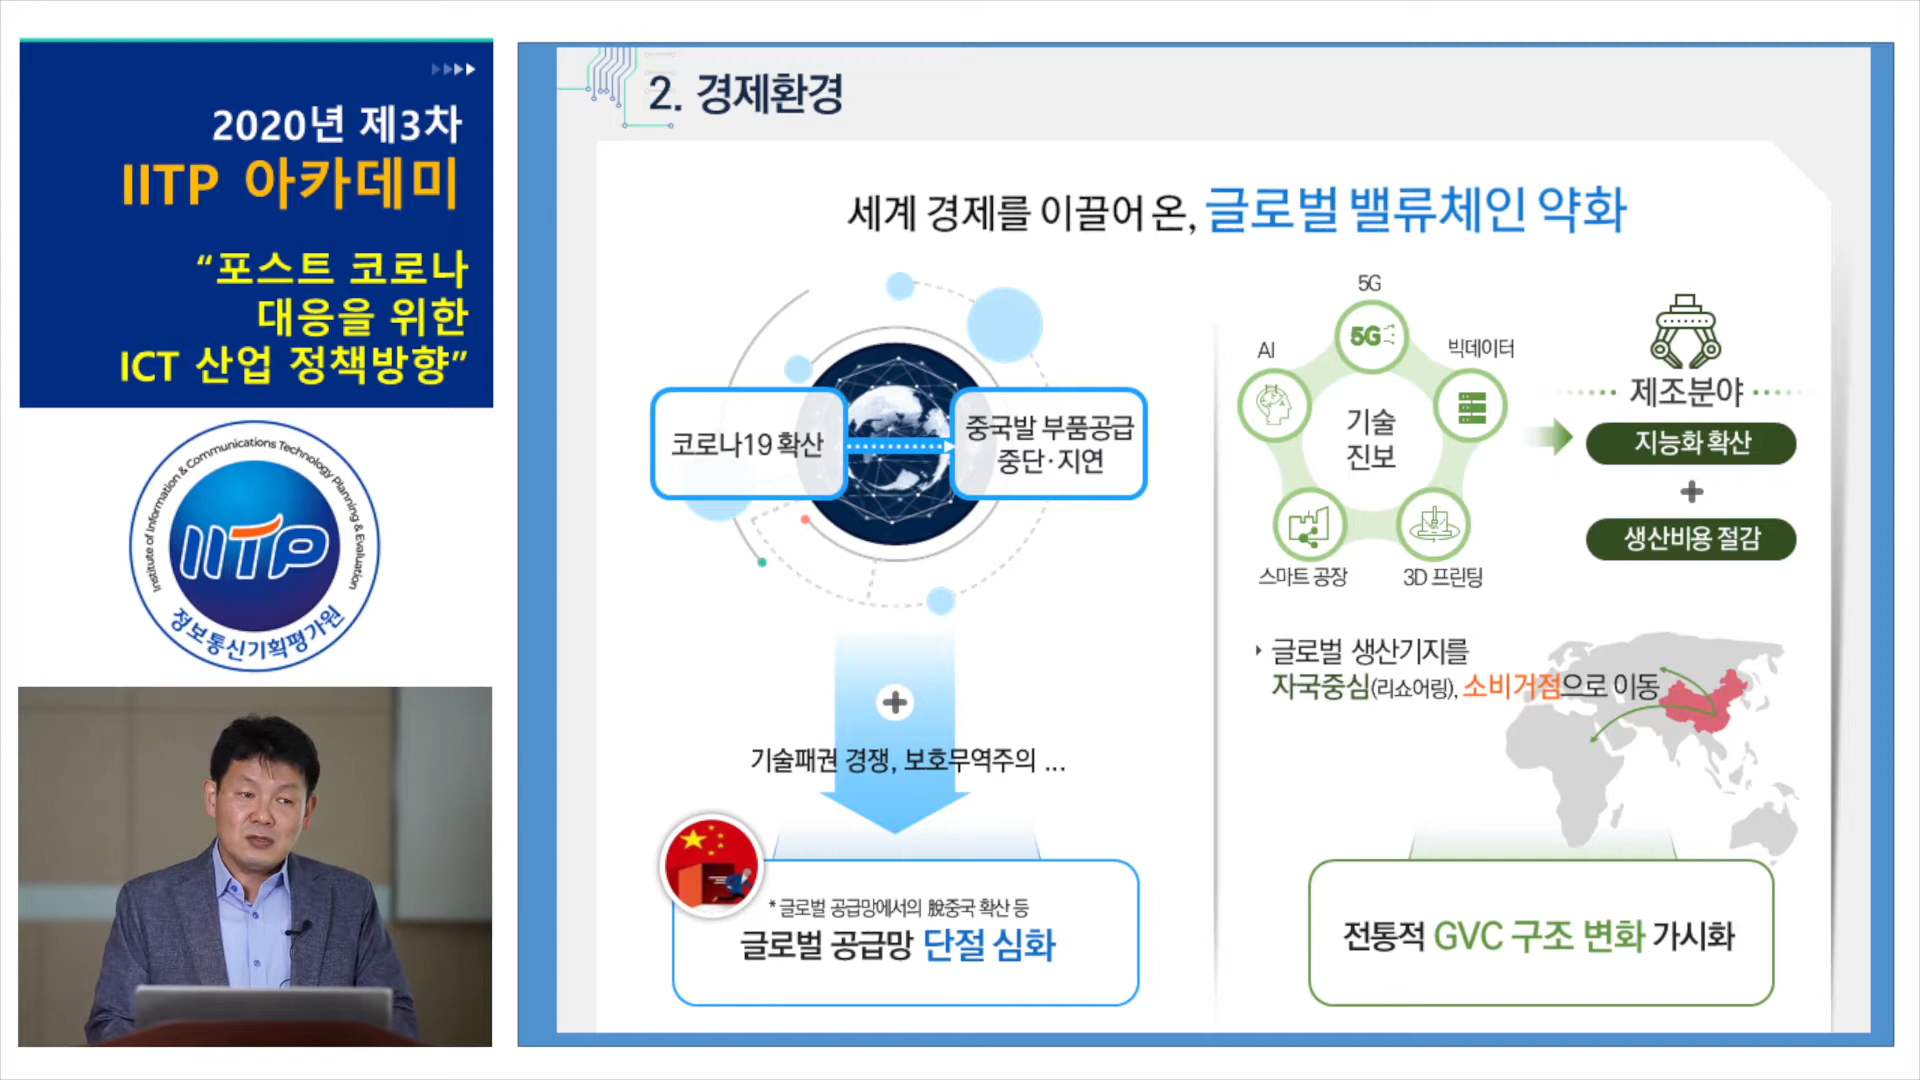 2020년 제3차
IITP 아카데미
“포스트 코로나
대응을 위한
ICT 산업 정책방향”
Institute of Information & Communications Technology Planning & Evaluation
IITP
정보통신기획평가원
2. 경제환경
세계 경제를 이끌어 온, 글로벌 밸류체인 약화
코로나19 확산
중국발 부품공급
중단·지연
기술패권 경쟁, 보호무역주의 ...
* 글로벌 공급망에서의 脫중국 확산 등
글로벌 공급망 단절 심화
5G
5G
AI
빅데이터
기술
진보
스마트 공장
3D 프린팅
제조분야
지능화 확산
+
생산비용 절감
글로벌 생산기지를
자국중심(리쇼어링), 소비거점으로 이동
전통적 GVC 구조 변화 가시화